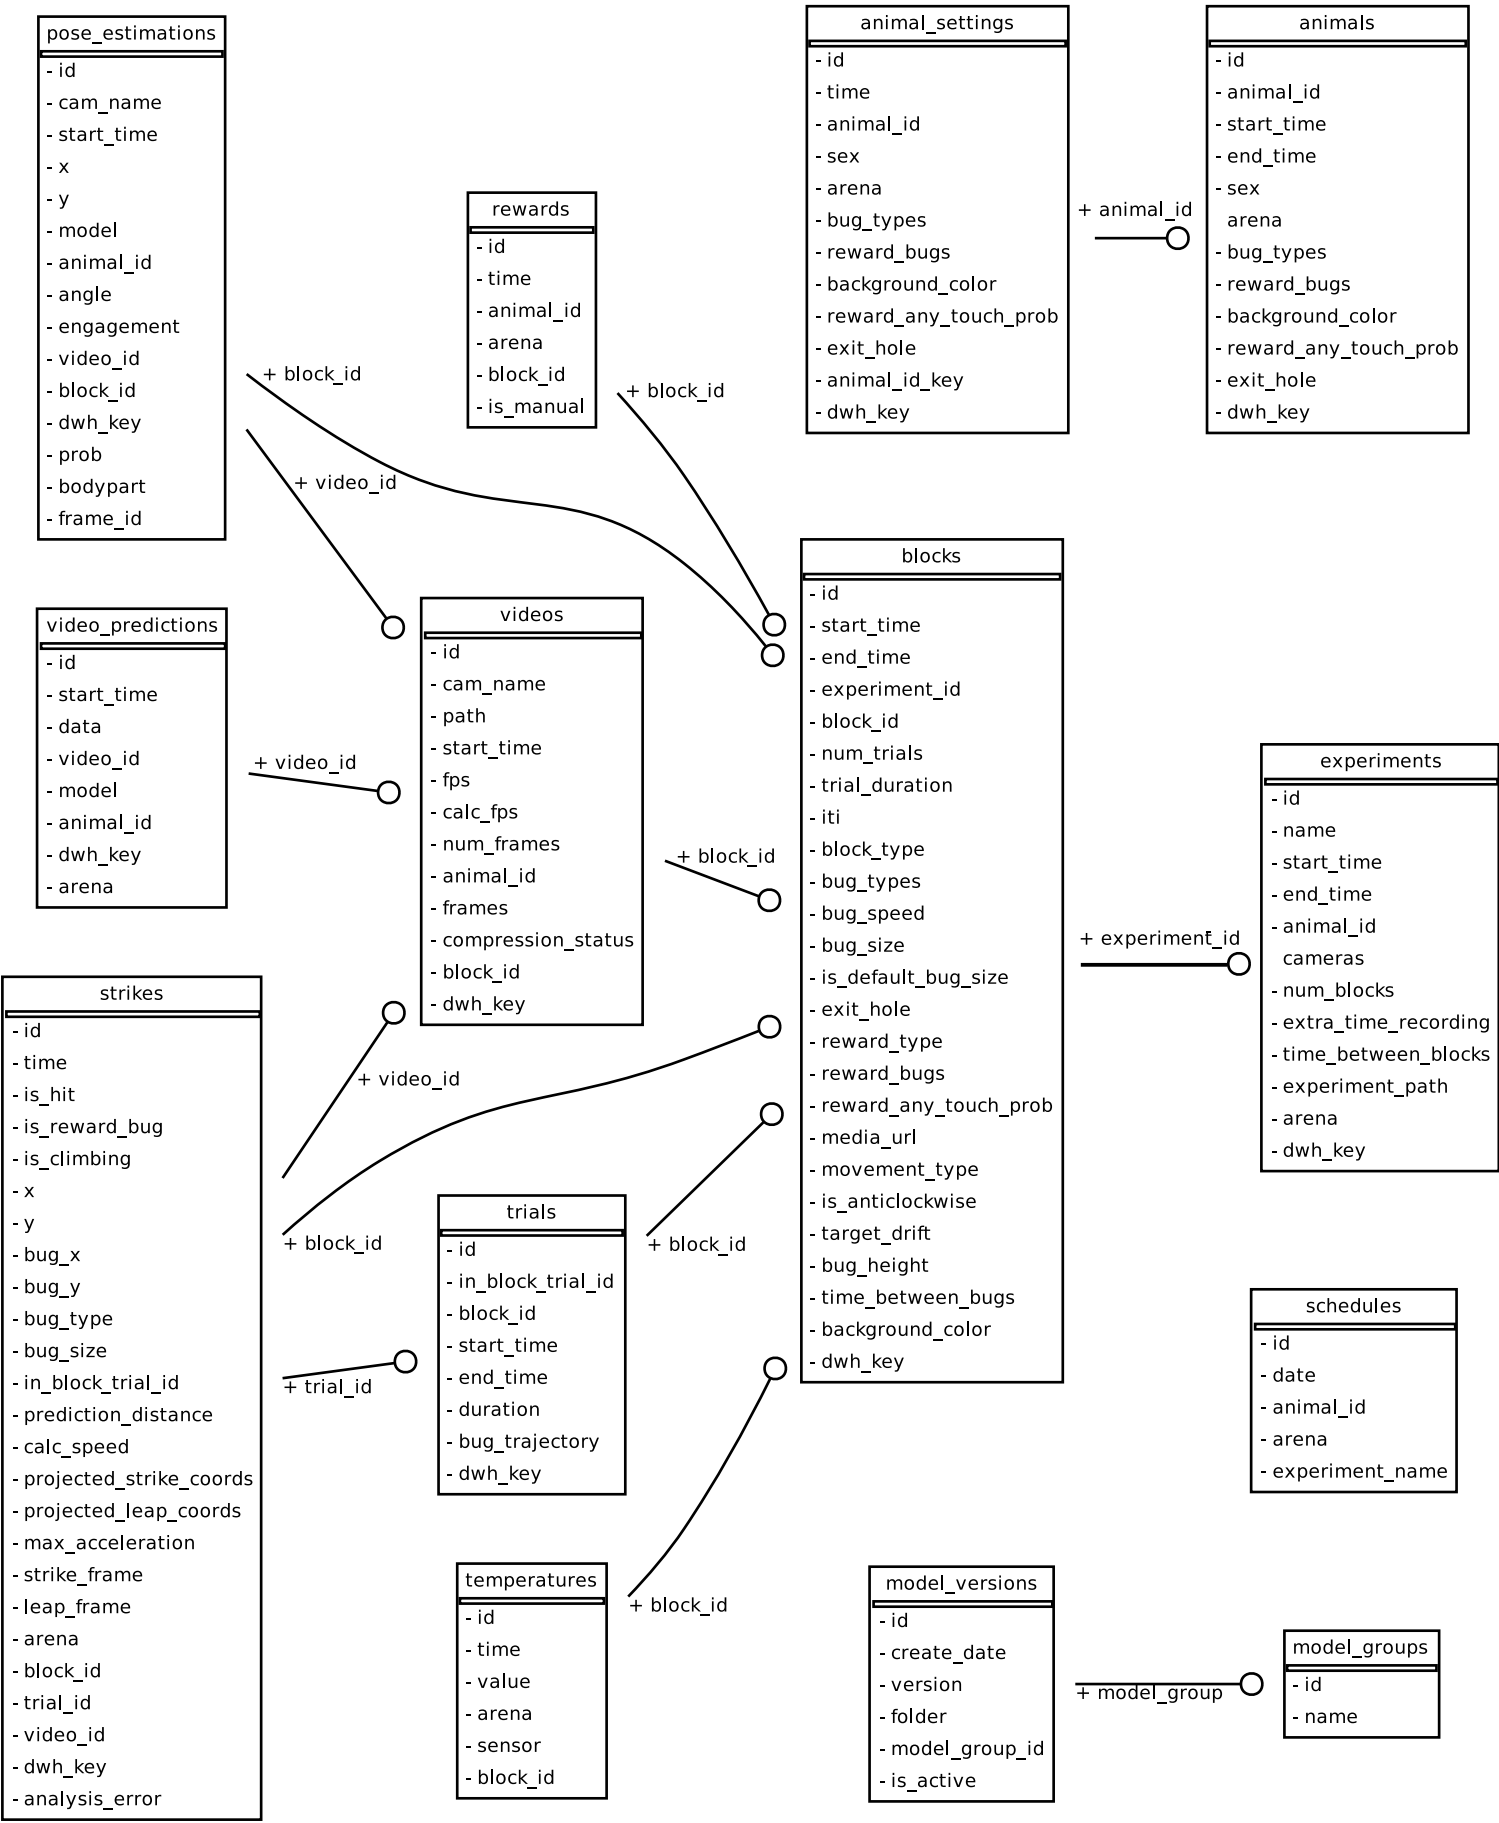 pose_estimations
- id
- cam_name
- start_time
- x
- y
- model
- animal_id
- angle
- engagement
- video_id
- block_id
- dwh_key
- prob
- bodypart
- frame_id
rewards
- id
- time
- animal_id
- arena
- block_id
- is_manual
animal_settings
- id
- time
- animal_id
- sex
- arena
- bug_types
- reward_bugs
- background_color
- reward_any_touch_prob
- exit_hole
- animal_id_key
- dwh_key
+ animal_id
animals
- id
- animal_id
- start_time
- end_time
- sex
arena
- bug_types
- reward_bugs
- background_color
- reward_any_touch_prob
- exit_hole
- dwh_key
+ block_id
+ block_id
+ video_id
video_predictions
- id
- start_time
- data
- video_id
- model
- animal_id
- dwh_key
- arena
+ video_id
videos
- id
- cam_name
- path
- start_time
- fps
- calc_fps
- num_frames
- animal_id
- frames
- compression_status
- block_id
- dwh_key
+ block_id
blocks
- id
- start_time
- end_time
- experiment_id
- block_id
- num_trials
- trial_duration
- iti
- block_type
- bug_types
- bug_speed
- bug_size
- is_default_bug_size
- exit_hole
- reward_type
- reward_bugs
- reward_any_touch_prob
- media_url
- movement_type
- is_anticlockwise
- target_drift
- bug_height
- time_between_bugs
- background_color
- dwh_key
+ experiment_id
experiments
- id
- name
- start_time
- end_time
- animal_id
cameras
- num_blocks
- extra_time_recording
- time_between_blocks
- experiment_path
- arena
- dwh_key
strikes
- id
- time
- is_hit
- is_reward_bug
- is_climbing
- x
- y
- bug_x
- bug_y
- bug_type
- bug_size
- in_block_trial_id
- prediction_distance
- calc_speed
- projected_strike_coords
- projected_leap_coords
- max_acceleration
- strike_frame
- leap_frame
- arena
- block_id
- trial_id
- video_id
- dwh_key
- analysis_error
+ video_id
+ block_id
+ trial_id
trials
- id
- in_block_trial_id
- block_id
- start_time
- end_time
- duration
- bug_trajectory
- dwh_key
+ block_id
temperatures
- id
- time
- value
- arena
- sensor
- block_id
+ block_id
schedules
- id
- date
- animal_id
- arena
- experiment_name
model_versions
- id
- create_date
- version
- folder
- model_group_id
- is_active
+ model_group
model_groups
- id
- name